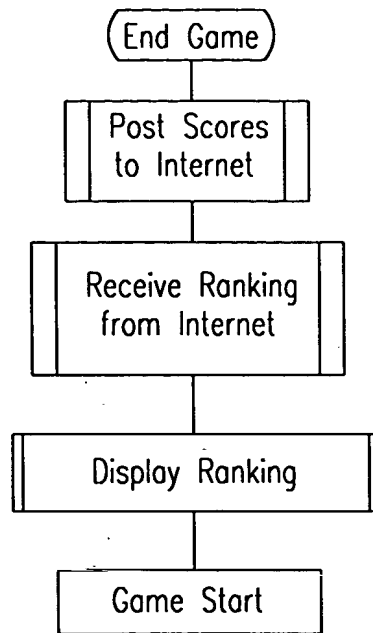 End Game
Post Scores
to Internet
Receive Ranking
from Internet
Display Ranking
Game Start